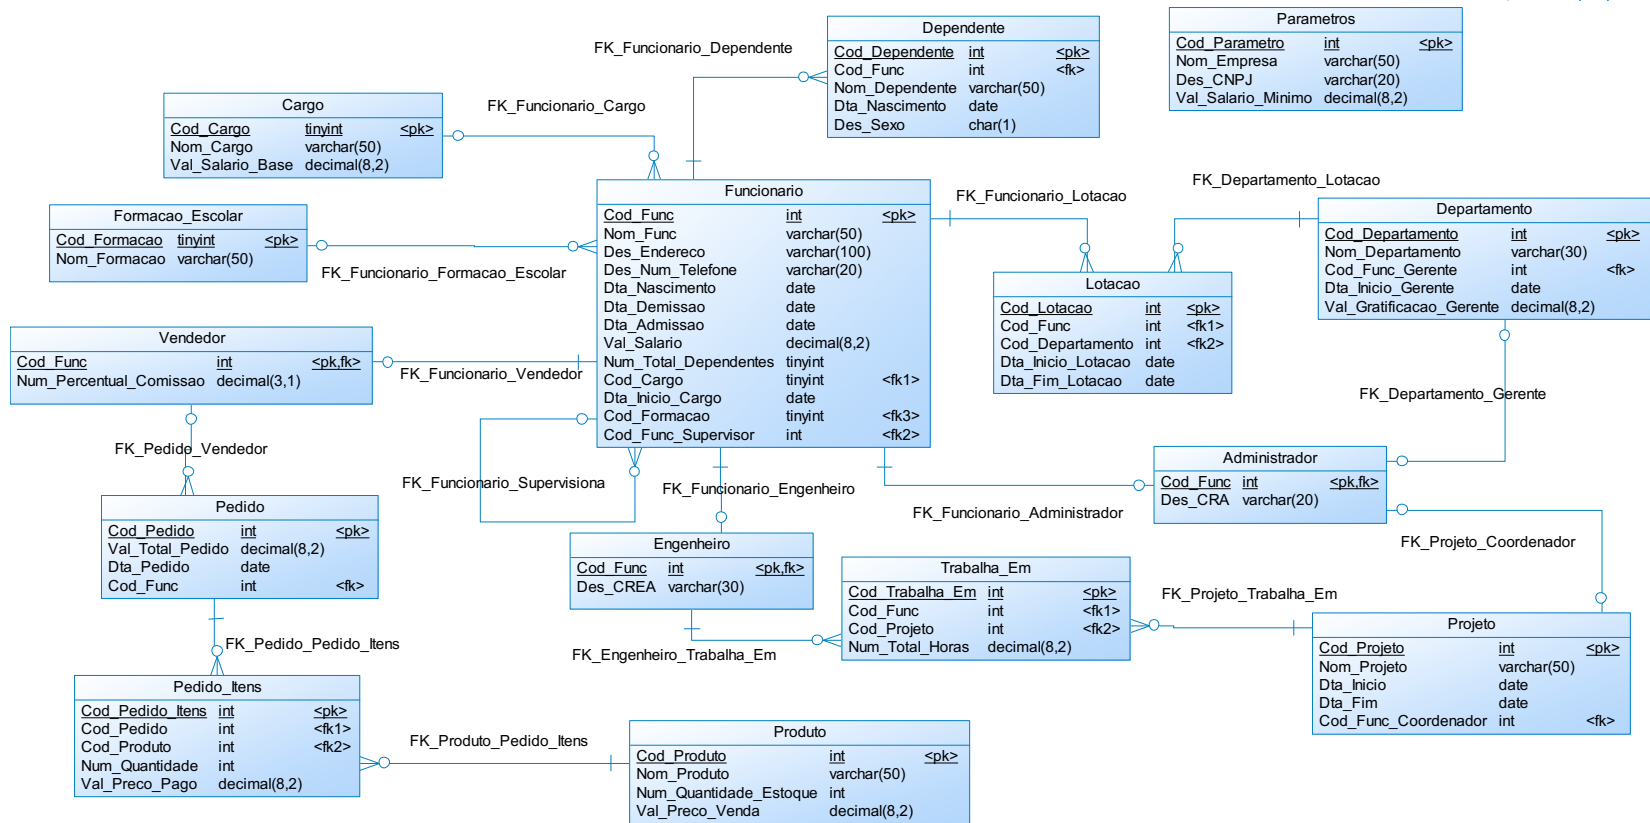 Dependente
Cod_Dependente int <pk>
Cod_Func int <fk>
Nom_Dependente varchar(50)
Dta_Nascimento date
Des_Sexo char(1)
Parametros
Cod_Parametro int <pk>
Nom_Empresa varchar(50)
Des_CNPJ varchar(20)
Val_Salario_Minimo decimal(8,2)
FK_Funcionario_Dependente
Cargo
Cod_Cargo tinyint <pk>
Nom_Cargo varchar(50)
Val_Salario_Base decimal(8,2)
FK_Funcionario_Cargo
Funcionario
Cod_Func int <pk>
Nom_Func varchar(50)
Des_Endereco varchar(100)
Des_Num_Telefone varchar(20)
Dta_Nascimento date
Dta_Demissao date
Dta_Admissao date
Val_Salario decimal(8,2)
Num_Total_Dependentes tinyint
Cod_Cargo tinyint <fk1>
Dta_Inicio_Cargo date
Cod_Formacao tinyint <fk3>
Cod_Func_Supervisor int <fk2>
FK_Funcionario_Lotacao
FK_Departamento_Lotacao
Departamento
Cod_Departamento int <pk>
Nom_Departamento varchar(30)
Cod_Func_Gerente int <fk>
Dta_Inicio_Gerente date
Val_Gratificacao_Gerente decimal(8,2)
Formacao_Escolar
Cod_Formacao tinyint <pk>
Nom_Formacao varchar(50)
FK_Funcionario_Formacao_Escolar
Lotacao
Cod_Lotacao int <pk>
Cod_Func int <fk1>
Cod_Departamento int <fk2>
Dta_Inicio_Lotacao date
Dta_Fim_Lotacao date
Vendedor
Cod_Func int <pk,fk>
Num_Percentual_Comissao decimal(3,1)
FK_Funcionario_Vendedor
FK_Departamento_Gerente
FK_Pedido_Vendedor
FK_Funcionario_Supervisiona
FK_Funcionario_Engenheiro
Administrador
Cod_Func int <pk,fk>
Des_CRA varchar(20)
FK_Funcionario_Administrador
FK_Projeto_Coordenador
Pedido
Cod_Pedido int <pk>
Val_Total_Pedido decimal(8,2)
Dta_Pedido date
Cod_Func int <fk>
Engenheiro
Cod_Func int <pk,fk>
Des_CREA varchar(30)
Trabalha_Em
Cod_Trabalha_Em int <pk>
Cod_Func int <fk1>
Cod_Projeto int <fk2>
Num_Total_Horas decimal(8,2)
FK_Projeto_Trabalha_Em
Projeto
Cod_Projeto int <pk>
Nom_Projeto varchar(50)
Dta_Inicio date
Dta_Fim date
Cod_Func_Coordenador int <fk>
FK_Pedido_Pedido_Itens
FK_Engenheiro_Trabalha_Em
Pedido_Itens
Cod_Pedido_Itens int <pk>
Cod_Pedido int <fk1>
Cod_Produto int <fk2>
Num_Quantidade int
Val_Preco_Pago decimal(8,2)
FK_Produto_Pedido_Itens
Produto
Cod_Produto int <pk>
Nom_Produto varchar(50)
Num_Quantidade_Estoque int
Val_Preco_Venda decimal(8,2)